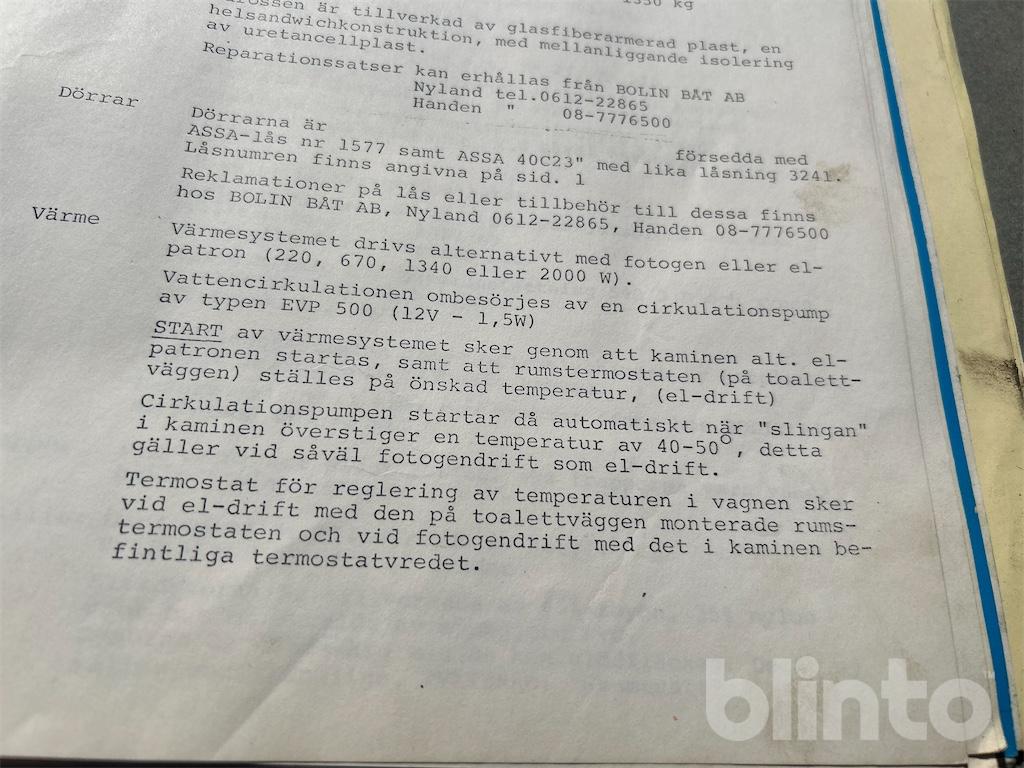 1350 kg
är tillverkad av glasfiberarmerad plast, en
helsandwichkonstruktion, med mellanliggande isolering
av uretancellplast.
Reparationssatser kan erhållas från BOLIN BÅT AB
Nyland tel.0612-22865
Handen " 08-7776500
Dörrar
Dörrarna är försedda med
ASSA-lås nr 1577 samt ASSA 40C23" med lika låsning 3241.
Låsnumren finns angivna på sid. 1
Reklamationer på lås eller tillbehör till dessa finns
hos BOLIN BÅT AB, Nyland 0612-22865, Handen 08-7776500
Värme
Värmesystemet drivs alternativt med fotogen eller el-
patron (220, 670, 1340 eller 2000 W).
Vattencirkulationen ombesörjes av en cirkulationspump
av typen EVP 500 (12V - 1,5W)
START av värmesystemet sker genom att kaminen alt. el-
patronen startas, samt att rumstermostaten (på toalett-
väggen) ställes på önskad temperatur, (el-drift)
Cirkulationspumpen startar då automatiskt när "slingan"
i kaminen överstiger en temperatur av 40-50°, detta
gäller vid såväl fotogendrift som el-drift.
Termostat för reglering av temperaturen i vagnen sker
vid el-drift med den på toalettväggen monterade rums-
termostaten och vid fotogendrift med det i kaminen be-
fintliga termostatvredet.
blinto